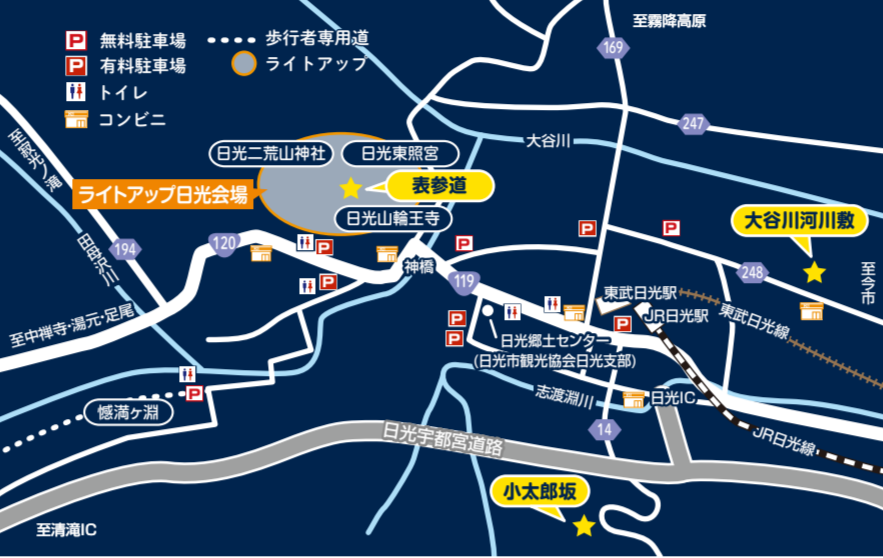 P 無料駐車場
歩行者専用道
P 有料駐車場
ライトアップ
トイレ
コンビニ
至霧降高原
169
247
至寂光ノ滝
大谷川
日光二荒山神社
日光東照宮
表参道
ライトアップ日光会場
日光山輪王寺
大谷川河川敷
田母沢川
194
120
P
P
P
P
神橋
248
至今市
119
P
東武日光駅
東武日光線
至中禅寺・湯元・足尾
P
P
P
JR日光駅
日光郷土センター
(日光市観光協会日光支部)
P
志渡淵川
日光IC
憾満ヶ淵
14
日光宇都宮道路
JR日光線
小太郎坂
至清滝IC